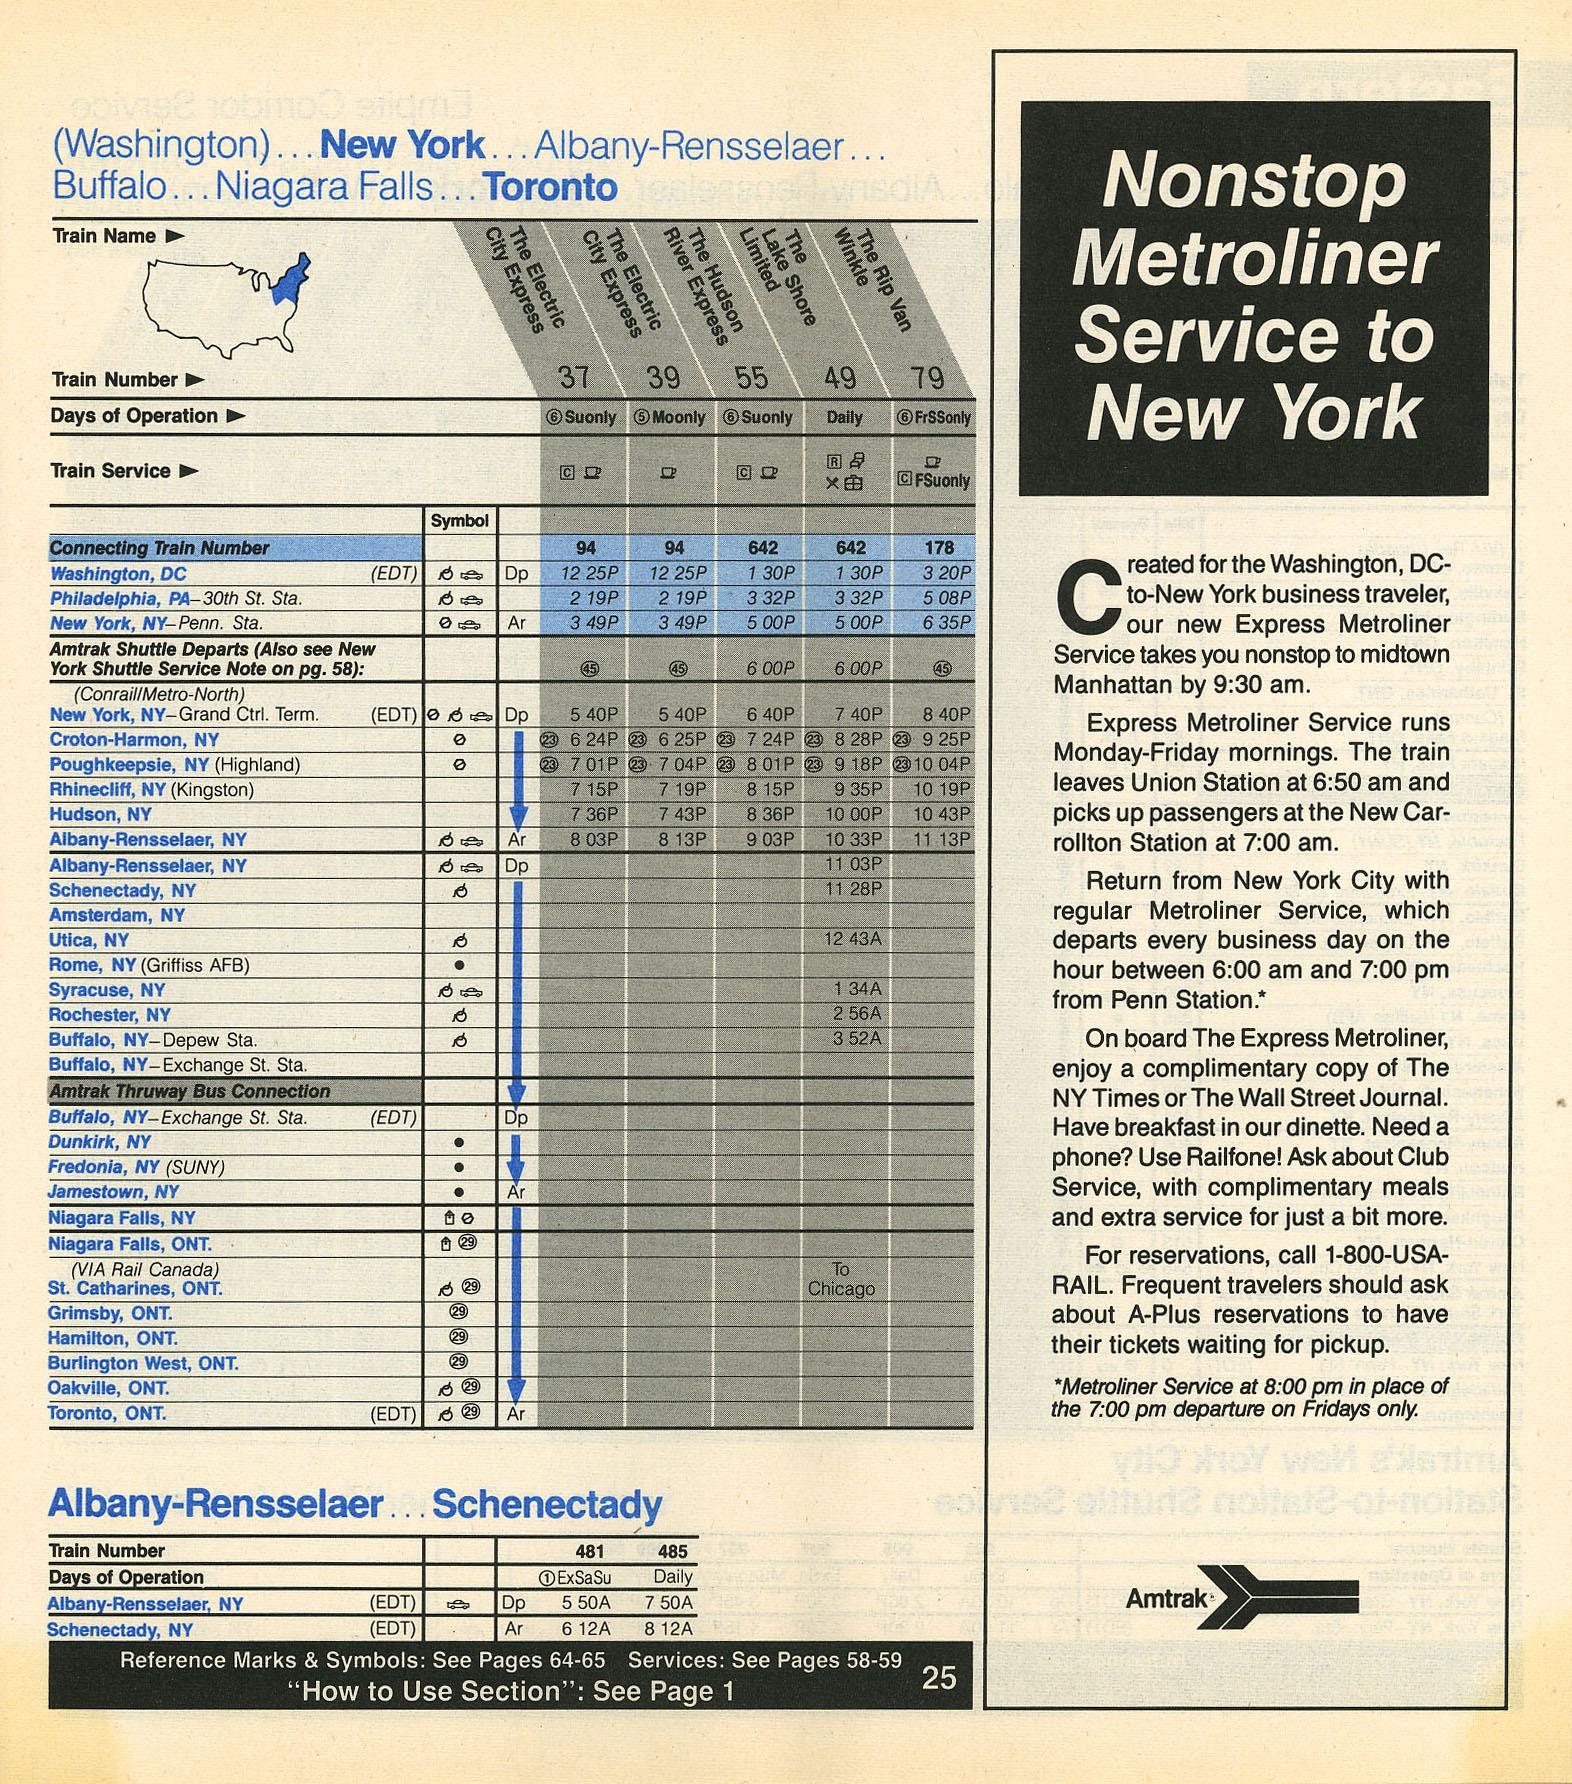 (Washington)...New York...Albany-Rensselaer...
Buffalo...Niagara Falls...Toronto
Train Name ▶ The Electric City Express The Electric City Express The Hudson River Express The Lake Shore Limited The Rip Van Winkle
Train Number ▶ 37 39 55 49 79
Days of Operation ▶ ⑥Suonly ⑤Moonly ⑥Suonly Daily ⑥FrSSonly
Train Service ▶ C C R C FSuonly
Symbol
Connecting Train Number 94 94 642 642 178
Washington, DC (EDT) Dp 12 25P 12 25P 1 30P 1 30P 3 20P
Philadelphia, PA–30th St. Sta. 2 19P 2 19P 3 32P 3 32P 5 08P
New York, NY–Penn. Sta. Ar 3 49P 3 49P 5 00P 5 00P 6 35P
Amtrak Shuttle Departs (Also see New
York Shuttle Service Note on pg. 58): ㊺ ㊺ 6 00P 6 00P ㊺
(Conrail/Metro-North)
New York, NY–Grand Ctrl. Term. (EDT) Dp 5 40P 5 40P 6 40P 7 40P 8 40P
Croton-Harmon, NY ㉓ 6 24P ㉓ 6 25P ㉓ 7 24P ㉓ 8 28P ㉓ 9 25P
Poughkeepsie, NY (Highland) ㉓ 7 01P ㉓ 7 04P ㉓ 8 01P ㉓ 9 18P ㉓ 10 04P
Rhinecliff, NY (Kingston) 7 15P 7 19P 8 15P 9 35P 10 19P
Hudson, NY 7 36P 7 43P 8 36P 10 00P 10 43P
Albany-Rensselaer, NY Ar 8 03P 8 13P 9 03P 10 33P 11 13P
Albany-Rensselaer, NY Dp 11 03P
Schenectady, NY 11 28P
Amsterdam, NY
Utica, NY 12 43A
Rome, NY (Griffiss AFB) ●
Syracuse, NY 1 34A
Rochester, NY 2 56A
Buffalo, NY–Depew Sta. 3 52A
Buffalo, NY–Exchange St. Sta.
Amtrak Thruway Bus Connection
Buffalo, NY–Exchange St. Sta. (EDT) Dp
Dunkirk, NY ●
Fredonia, NY (SUNY) ●
Jamestown, NY ● Ar
Niagara Falls, NY
Niagara Falls, ONT. ㉙
(VIA Rail Canada) To
St. Catharines, ONT. ㉙ Chicago
Grimsby, ONT. ㉙
Hamilton, ONT. ㉙
Burlington West, ONT. ㉙
Oakville, ONT. ㉙
Toronto, ONT. (EDT) ㉙ Ar
Albany-Rensselaer...Schenectady
Train Number 481 485
Days of Operation ①ExSaSu Daily
Albany-Rensselaer, NY (EDT) Dp 5 50A 7 50A
Schenectady, NY (EDT) Ar 6 12A 8 12A
Reference Marks & Symbols: See Pages 64-65 Services: See Pages 58-59
"How to Use Section": See Page 1
25
Nonstop
Metroliner
Service to
New York
Created for the Washington, DC-
to-New York business traveler,
our new Express Metroliner
Service takes you nonstop to midtown
Manhattan by 9:30 am.
Express Metroliner Service runs
Monday-Friday mornings. The train
leaves Union Station at 6:50 am and
picks up passengers at the New Car-
rollton Station at 7:00 am.
Return from New York City with
regular Metroliner Service, which
departs every business day on the
hour between 6:00 am and 7:00 pm
from Penn Station.*
On board The Express Metroliner,
enjoy a complimentary copy of The
NY Times or The Wall Street Journal.
Have breakfast in our dinette. Need a
phone? Use Railfone! Ask about Club
Service, with complimentary meals
and extra service for just a bit more.
For reservations, call 1-800-USA-
RAIL. Frequent travelers should ask
about A-Plus reservations to have
their tickets waiting for pickup.
*Metroliner Service at 8:00 pm in place of
the 7:00 pm departure on Fridays only.
Amtrak®